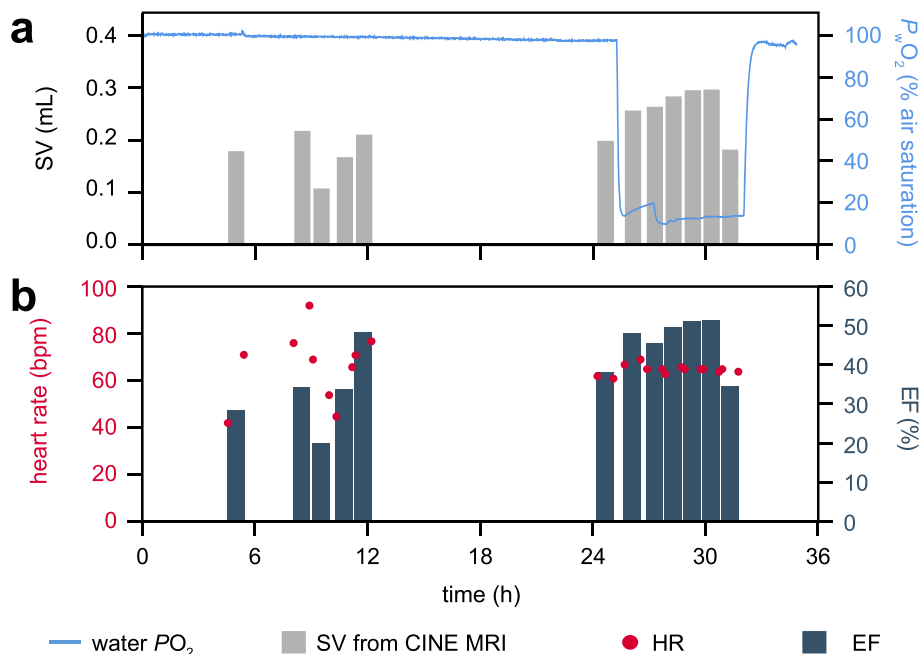 a
SV (mL)
0.4
0.3
0.2
0.1
0.0
100
80
60
40
20
0
PwO2 (% air saturation)
b
heart rate (bpm)
100
80
60
40
20
0
60
50
40
30
20
10
0
EF (%)
0 6 12 18 24 30 36
time (h)
water PO2 SV from CINE MRI HR EF